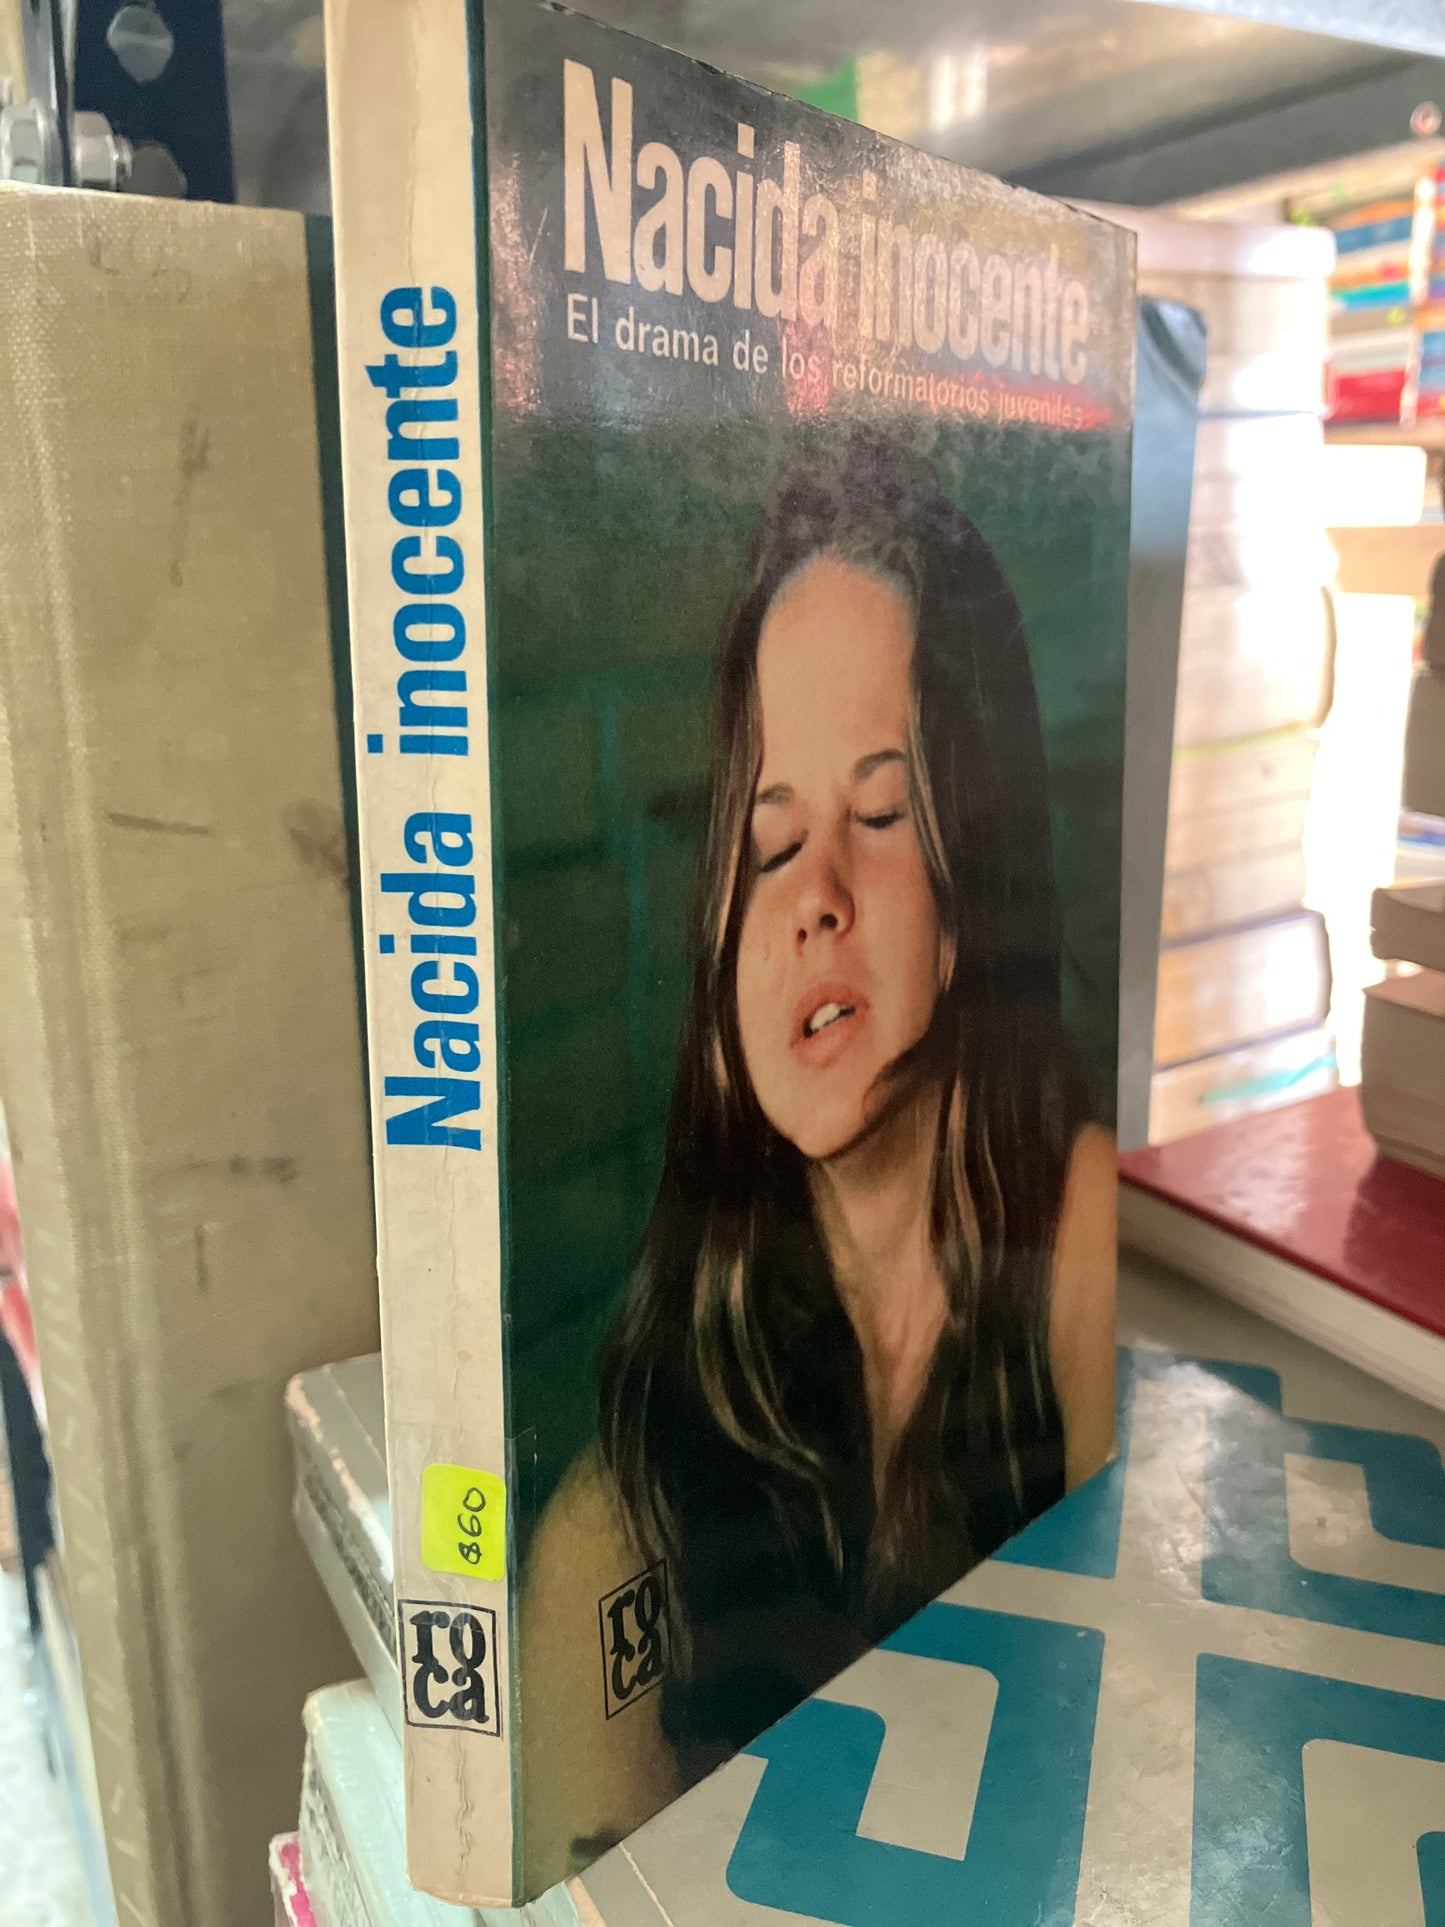 Nacida inocente
El drama de los reformatorios juveniles
Nacida inocente
$60
roca
roca